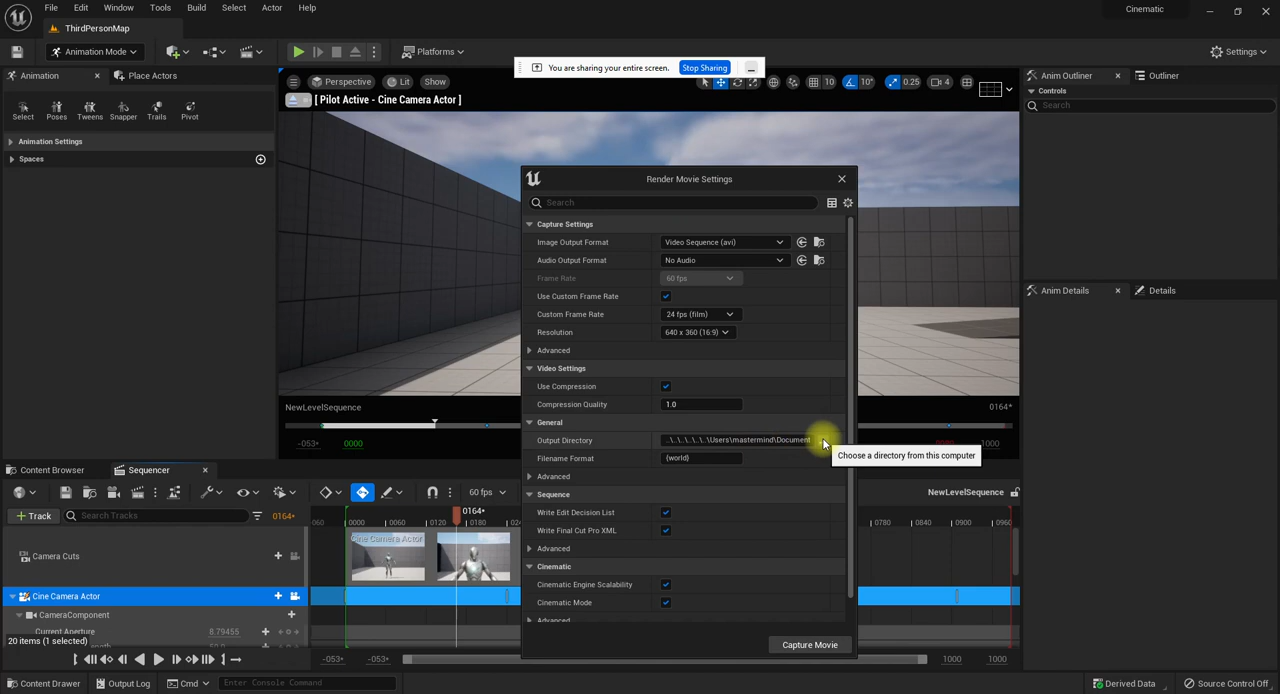 File Edit Window Tools Build Select Actor Help
Cinematic
ThirdPersonMap
Animation Mode
Platforms
Settings
You are sharing your entire screen.
Stop Sharing
Animation
Place Actors
Perspective
Lit
Show
10
10°
0.25
4
Anim Outliner
Outliner
[ Pilot Active - Cine Camera Actor ]
Controls
Search
Select
Poses
Tweens
Snapper
Trails
Pivot
Animation Settings
Spaces
Render Movie Settings
Search
Capture Settings
Image Output Format
Video Sequence (avi)
Audio Output Format
No Audio
Frame Rate
60 fps
Use Custom Frame Rate
Custom Frame Rate
24 fps (film)
Resolution
640 x 360 (16:9)
Advanced
Video Settings
Use Compression
Compression Quality
1.0
General
Output Directory
..\..\..\..\..\Users\mastermind\Document
Filename Format
{world}
Advanced
Sequence
Write Edit Decision List
Write Final Cut Pro XML
Advanced
Cinematic
Cinematic Engine Scalability
Cinematic Mode
Advanced
Capture Movie
Choose a directory from this computer
Anim Details
Details
NewLevelSequence
0164*
-053*
0000
1000
Content Browser
Sequencer
60 fps
NewLevelSequence
Track
Search Tracks
0164*
0164*
0000
0060
0120
0180
0780
0840
0900
0960
Camera Cuts
Cine Camera Actor
Cine Camera Actor
CameraComponent
Current Aperture
8.79455
20 items (1 selected)
-053*
-053*
1000
1000
Content Drawer
Output Log
Cmd
Enter Console Command
Derived Data
Source Control Off